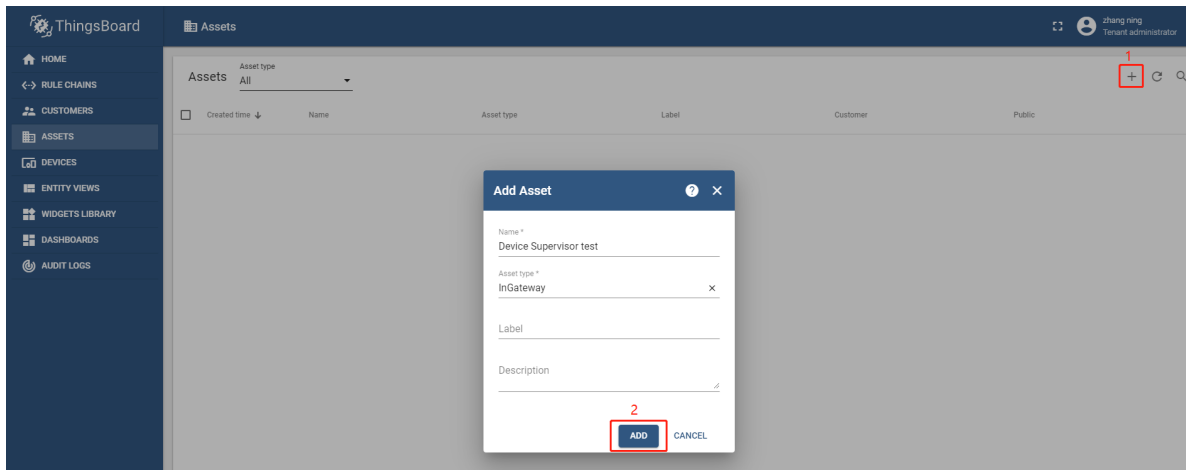 ThingsBoard
Assets
zhang ning
Tenant administrator
HOME
RULE CHAINS
CUSTOMERS
ASSETS
DEVICES
ENTITY VIEWS
WIDGETS LIBRARY
DASHBOARDS
AUDIT LOGS
Assets
Asset type
All
1
Created time
Name
Asset type
Label
Customer
Public
Add Asset
Name *
Device Supervisor test
Asset type *
InGateway
Label
Description
2
ADD
CANCEL